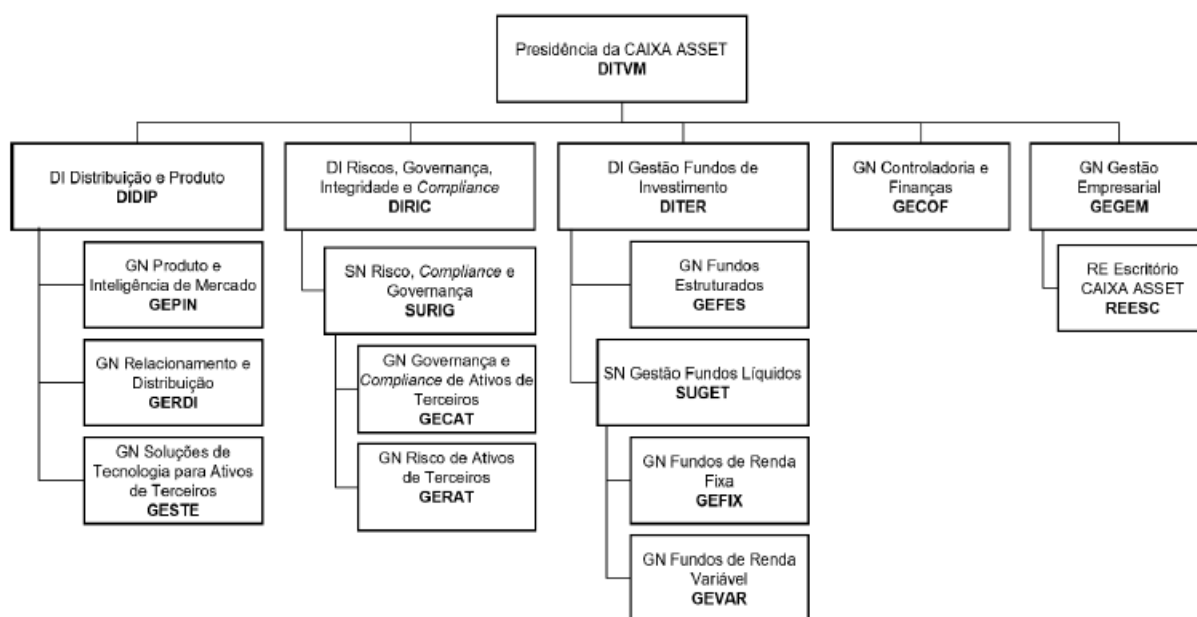 Presidência da CAIXA ASSET
DITVM
DI Distribuição e Produto
DIDIP
DI Riscos, Governança,
Integridade e Compliance
DIRIC
DI Gestão Fundos de
Investimento
DITER
GN Controladoria e
Finanças
GECOF
GN Gestão
Empresarial
GEGEM
GN Produto e
Inteligência de Mercado
GEPIN
GN Relacionamento e
Distribuição
GERDI
GN Soluções de
Tecnologia para Ativos
de Terceiros
GESTE
SN Risco, Compliance e
Governança
SURIG
GN Governança e
Compliance de Ativos de
Terceiros
GECAT
GN Risco de Ativos
de Terceiros
GERAT
GN Fundos
Estruturados
GEFES
SN Gestão Fundos Líquidos
SUGET
GN Fundos de Renda
Fixa
GEFIX
GN Fundos de Renda
Variável
GEVAR
RE Escritório
CAIXA ASSET
REESC